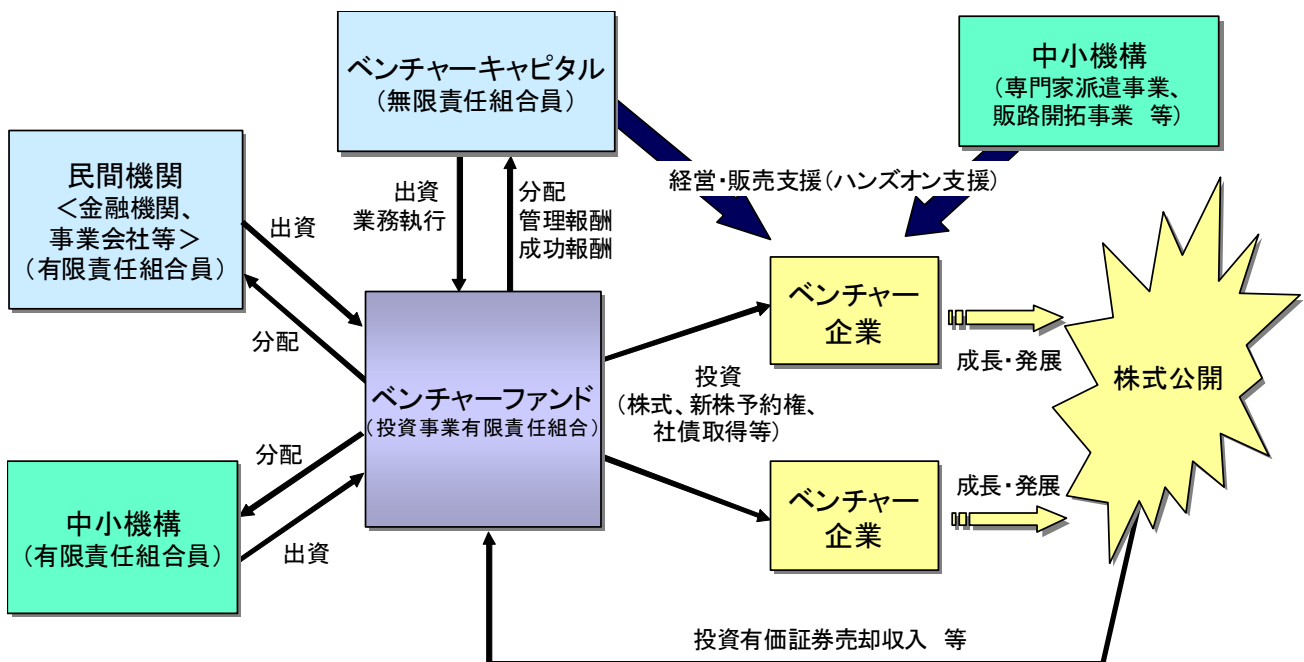 ベンチャーキャピタル
（無限責任組合員）
中小機構
（専門家派遣事業、
販路開拓事業　等）
民間機関
＜金融機関、
事業会社等＞
（有限責任組合員）
出資
出資
業務執行
分配
管理報酬
成功報酬
経営・販売支援（ハンズオン支援）
分配
ベンチャーファンド
（投資事業有限責任組合）
投資
（株式、新株予約権、
社債取得等）
ベンチャー
企業
成長・発展
株式公開
分配
中小機構
（有限責任組合員）
出資
ベンチャー
企業
成長・発展
投資有価証券売却収入　等